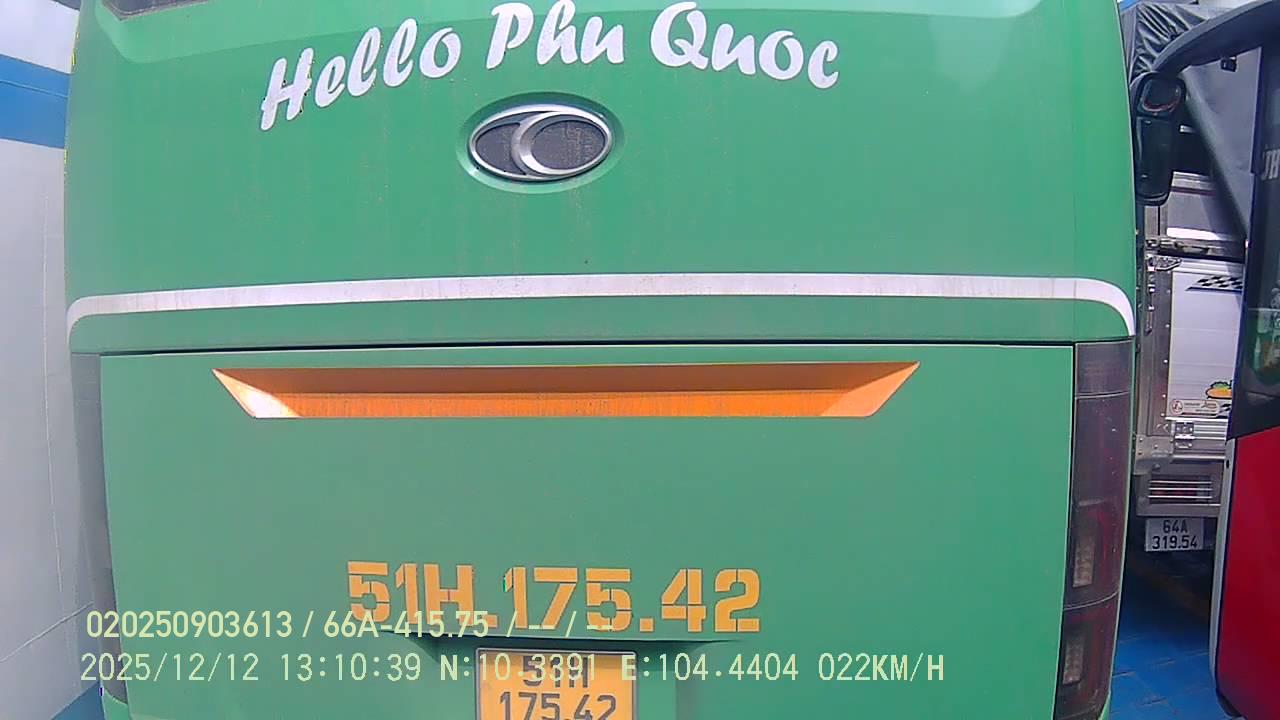 Hello Phu Quoc
64A
319.54
51H.175.42
020250903613 / 66A-415.75 / -- / --
2025/12/12 13:10:39 N:10.3391 E:104.4404 022KM/H
51H
175.42